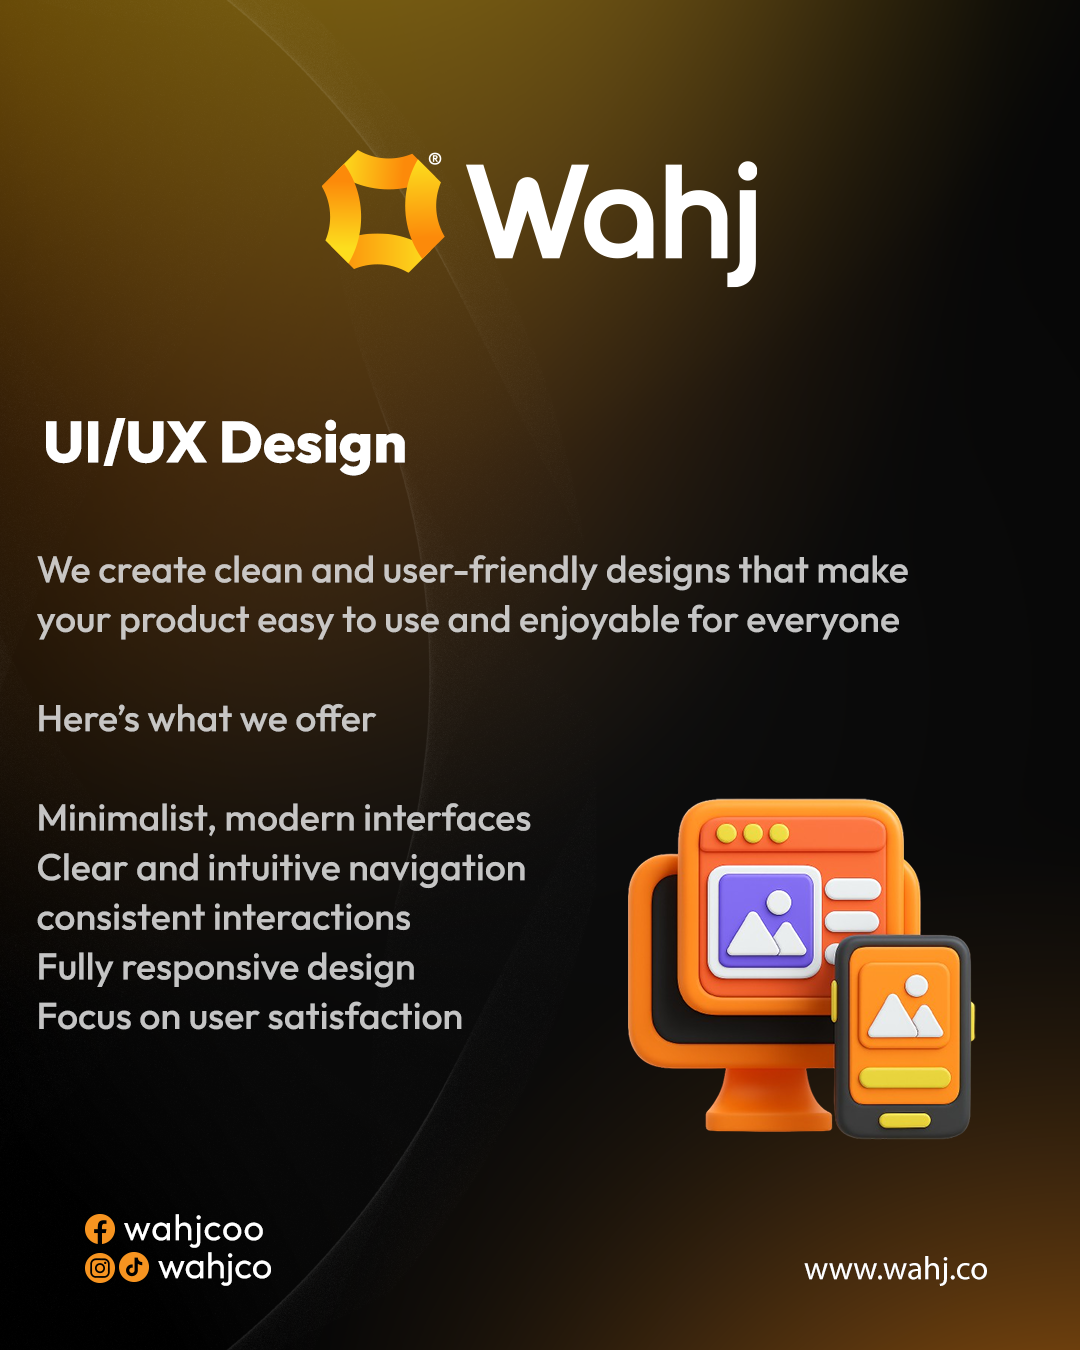 ® Wahj
UI/UX Design
We create clean and user-friendly designs that make
your product easy to use and enjoyable for everyone
Here’s what we offer
Minimalist, modern interfaces
Clear and intuitive navigation
consistent interactions
Fully responsive design
Focus on user satisfaction
wahjcoo
wahjco
www.wahj.co